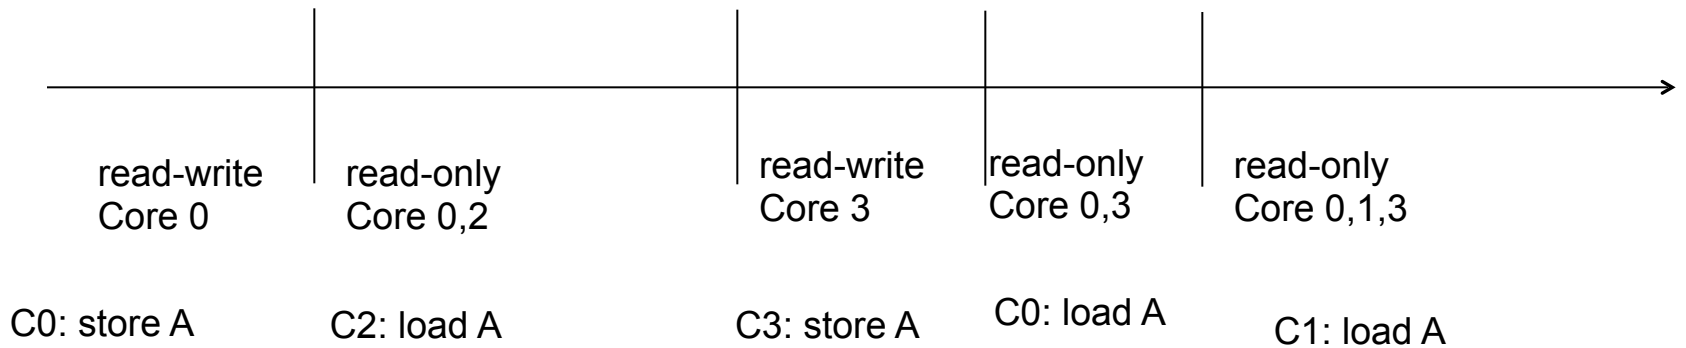 read-write
Core 0
read-only
Core 0,2
read-write
Core 3
read-only
Core 0,3
read-only
Core 0,1,3
C0: store A
C2: load A
C3: store A
C0: load A
C1: load A